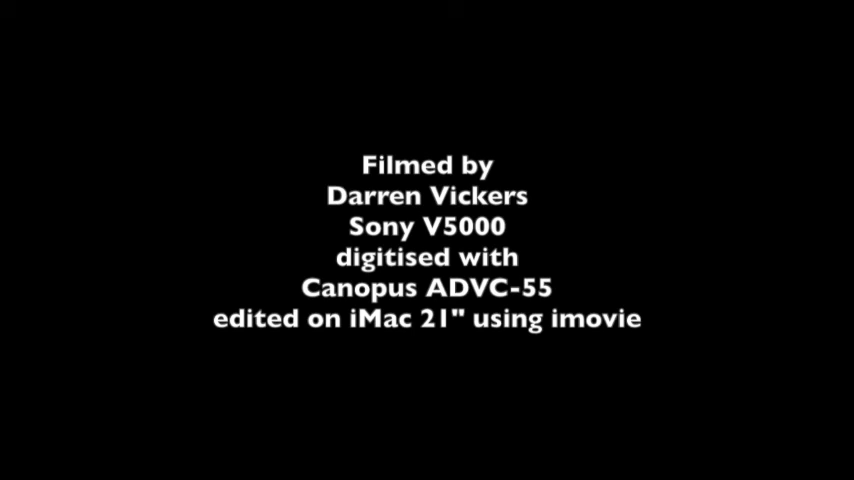 Filmed by
Darren Vickers
Sony V5000
digitised with
Canopus ADVC-55
edited on iMac 21" using imovie